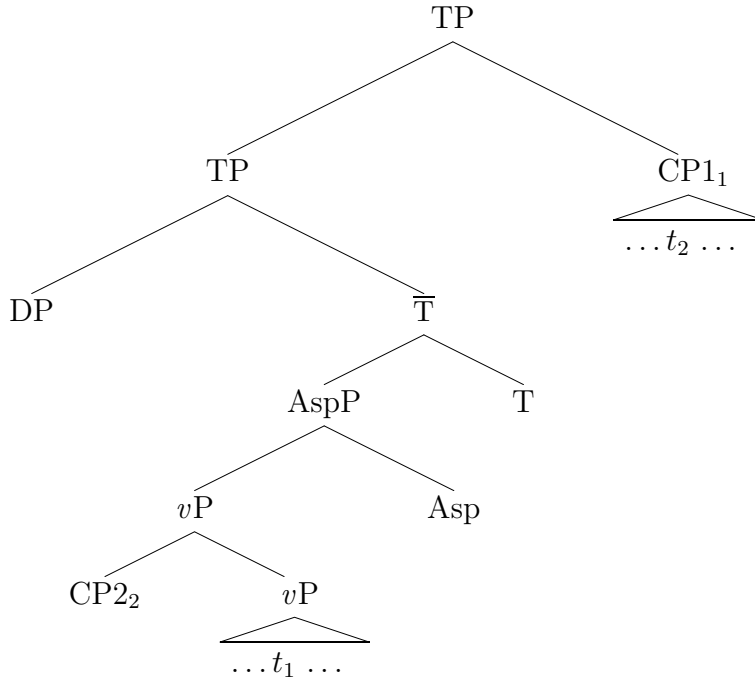 TP
TP CP1₁
… t₂ …
DP T̅
AspP T
vP Asp
CP2₂ vP
… t₁ …